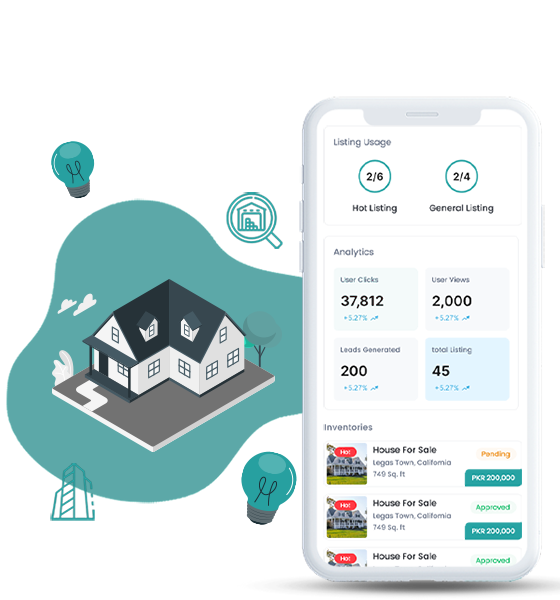 Listing Usage
2/6
2/4
Hot Listing
General Listing
Analytics
User Clicks
User Views
37,812
2,000
+5.27%
+5.27%
Leads Generated
total Listing
200
45
+5.27%
+5.27%
Inventories
Hot
House For Sale
Pending
Legas Town, California
749 Sq. ft
PKR 200,000
Hot
House For Sale
Approved
Legas Town, California
749 Sq. ft
PKR 200,000
Hot
House For Sale
Approved